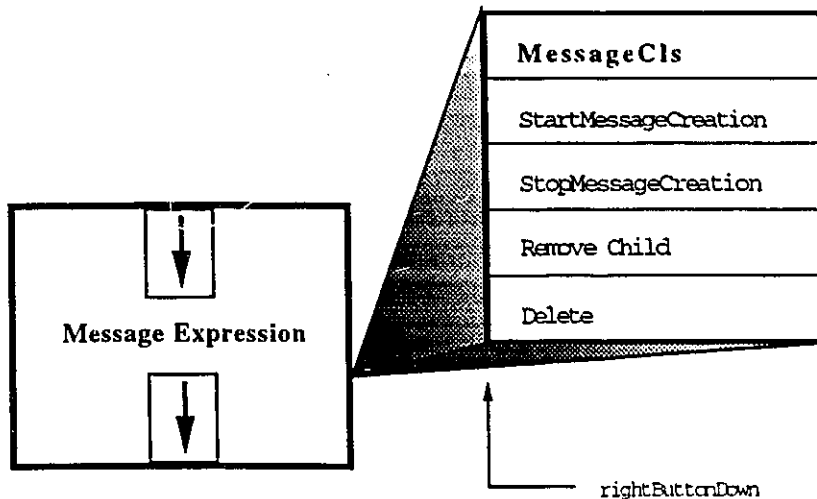 MessageCls
StartMessageCreation
StopMessageCreation
Remove Child
Delete
Message Expression
rightButtonDown